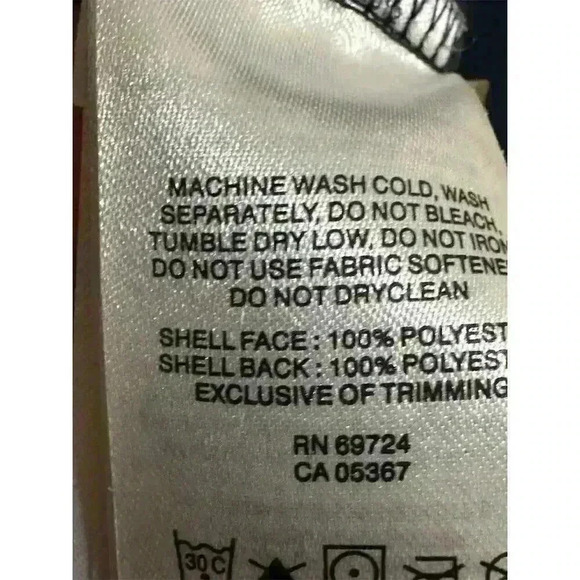 MACHINE WASH COLD, WASH
SEPARATELY, DO NOT BLEACH,
TUMBLE DRY LOW, DO NOT IRON
DO NOT USE FABRIC SOFTENE
DO NOT DRYCLEAN
SHELL FACE : 100% POLYEST
SHELL BACK : 100% POLYEST
EXCLUSIVE OF TRIMMING
RN 69724
CA 05367
30 C